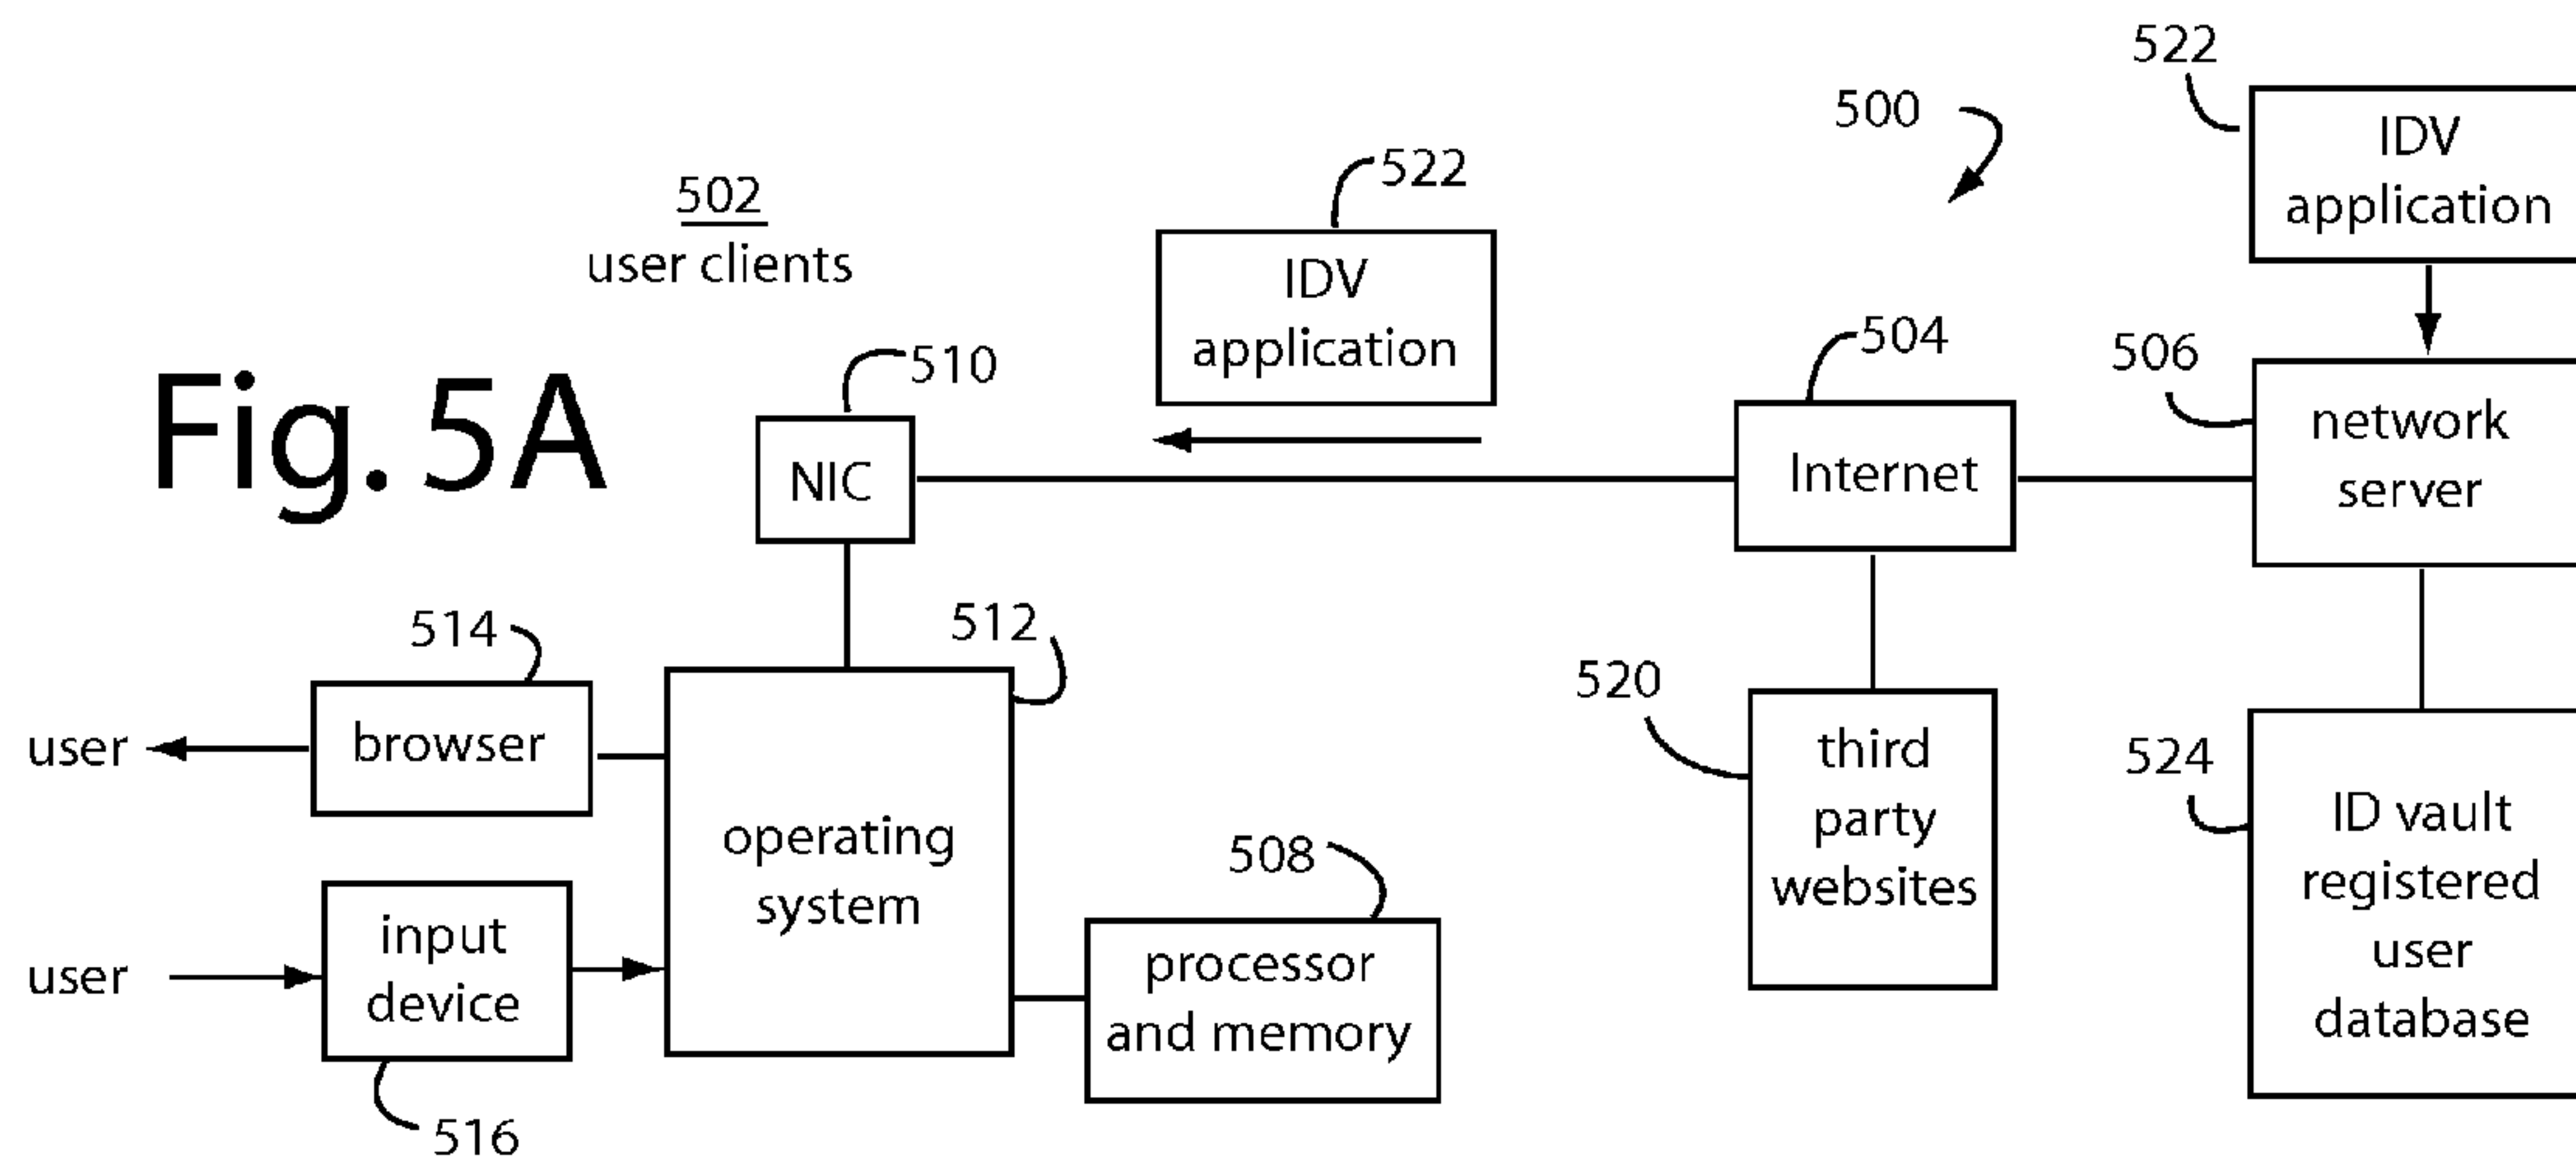 522
500
IDV
application
522
IDV
application
502
user clients
504
506
510
network
server
Internet
NIC
Fig. 5A
514
512
520
third
party
websites
browser
user
524
ID vault
registered
user
database
operating
system
508
input
device
user
processor
and memory
516